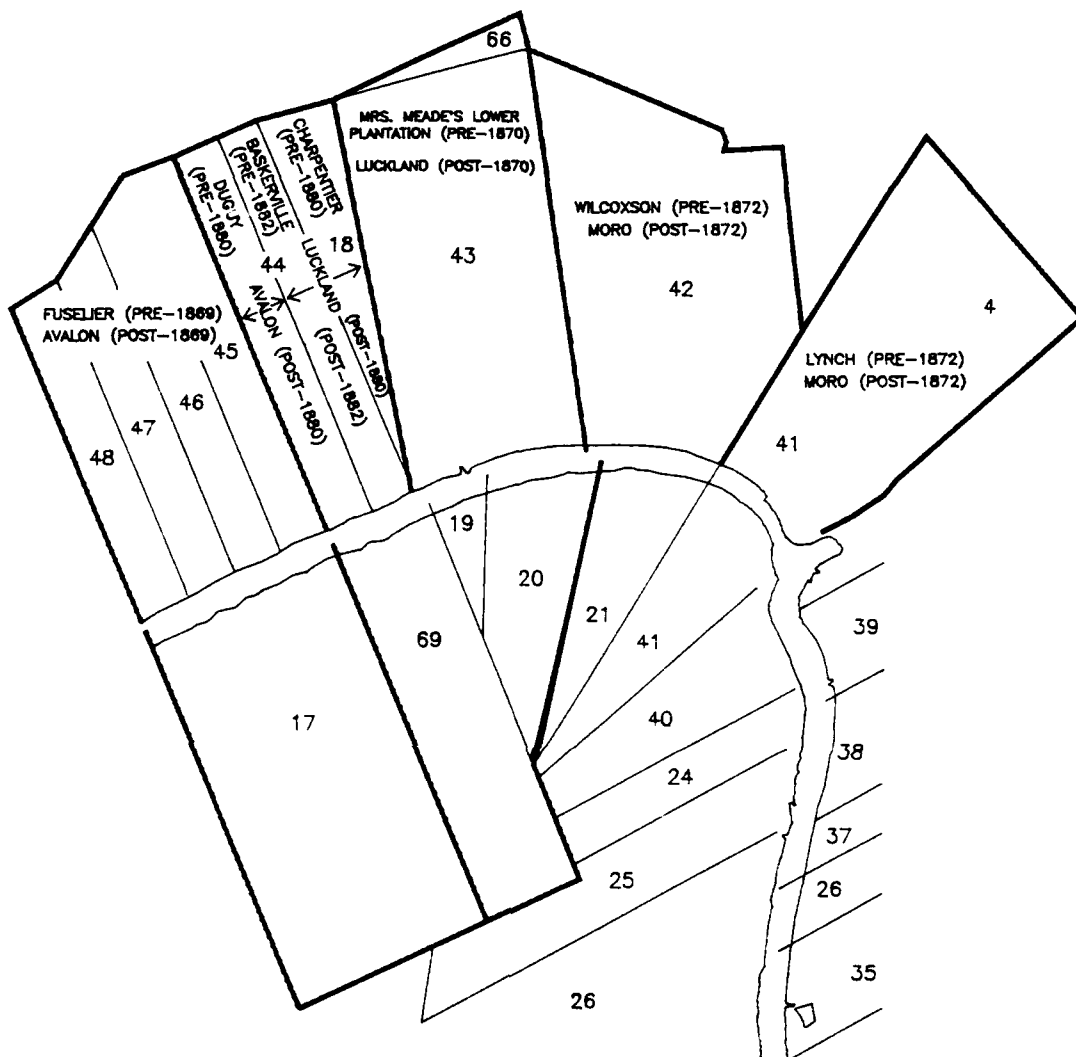 66
MRS. MEADE'S LOWER
PLANTATION (PRE-1870)
LUCKLAND (POST-1870)
43
CHARPENTIER
(PRE-1880)
18
LUCKLAND (POST-1880)
BASKERVILLE
(PRE-1882)
44
(POST-1882)
DUGUY
(PRE-1880)
AVALON (POST-1880)
WILCOXSON (PRE-1872)
MORO (POST-1872)
42
4
LYNCH (PRE-1872)
MORO (POST-1872)
41
FUSELIER (PRE-1869)
AVALON (POST-1869)
45
46
47
48
19
20
21
41
69
17
40
24
25
26
39
38
37
26
35